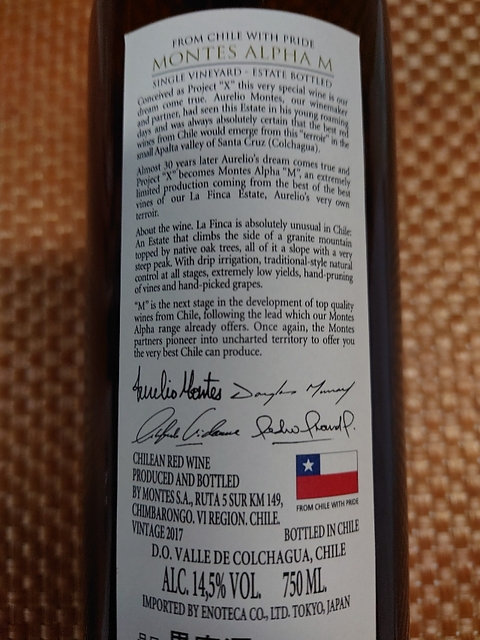 FROM CHILE WITH PRIDE
MONTES ALPHA M
SINGLE VINEYARD - ESTATE BOTTLED
Conceived as Project "X" this very special wine is our
dream come true. Aurelio Montes, our winemaker
and partner, had seen this Estate in his young roaming
days and was always absolutely certain that the best red
wines from Chile would emerge from this "terroir" in the
small Apalta valley of Santa Cruz (Colchagua).
Almost 30 years later Aurelio's dream comes true and
Project "X" becomes Montes Alpha "M", an extremely
limited production coming from the best of the best
vines of our La Finca Estate, Aurelio's very own
terroir.
About the wine. La Finca is absolutely unusual in Chile:
An Estate that climbs the side of a granite mountain
topped by native oak trees, all of it a slope with a very
steep peak. With drip irrigation, traditional-style natural
control at all stages, extremely low yields, hand-pruning
of vines and hand-picked grapes.
"M" is the next stage in the development of top quality
wines from Chile, following the lead which our Montes
Alpha range already offers. Once again, the Montes
partners pioneer into uncharted territory to offer you
the very best Chile can produce.
Aurelio Montes Douglas Murray
CHILEAN RED WINE
PRODUCED AND BOTTLED
BY MONTES S.A., RUTA 5 SUR KM 149,
CHIMBARONGO. VI REGION. CHILE.
VINTAGE 2017
FROM CHILE WITH PRIDE
BOTTLED IN CHILE
D.O. VALLE DE COLCHAGUA, CHILE
ALC. 14,5% VOL. 750 ML.
IMPORTED BY ENOTECA CO., LTD. TOKYO, JAPAN